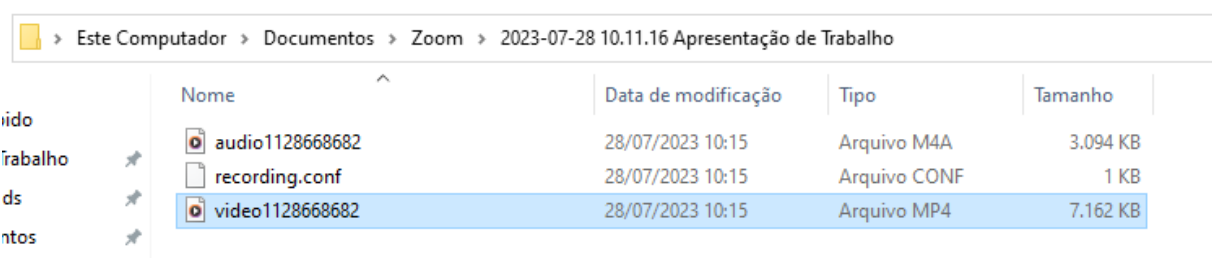 Este Computador > Documentos > Zoom > 2023-07-28 10.11.16 Apresentação de Trabalho
Nome Data de modificação Tipo Tamanho
ido
Trabalho
audio1128668682 28/07/2023 10:15 Arquivo M4A 3.094 KB
recording.conf 28/07/2023 10:15 Arquivo CONF 1 KB
ds
video1128668682 28/07/2023 10:15 Arquivo MP4 7.162 KB
ntos